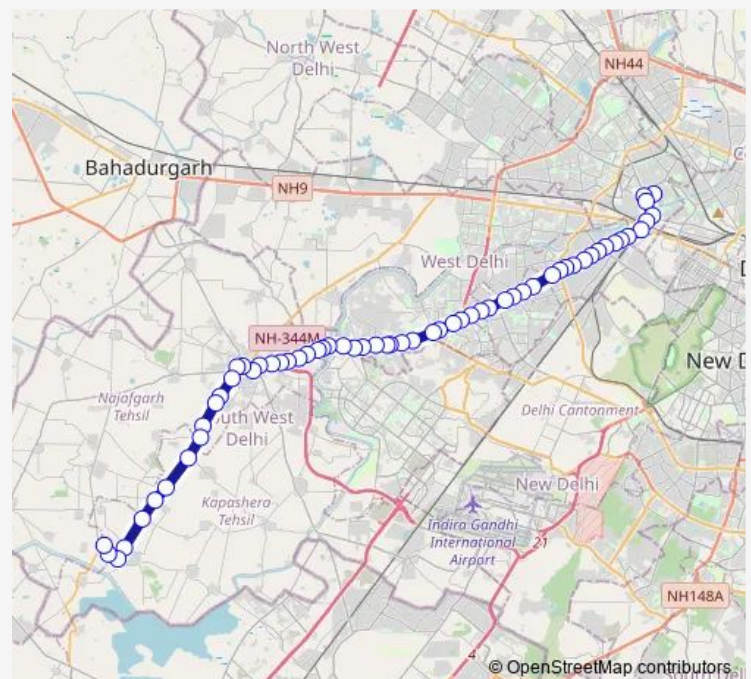 North West
Delhi
NH44
Bahadurgarh
NH9
West Delhi
NH-344M
Najafgarh
Tehsil
South West
Delhi
New D
Delhi Cantonment
Kapashera
Tehsil
New Delhi
Indira Gandhi
International
Airport
21
NH148A
4
© OpenStreetMap contributors